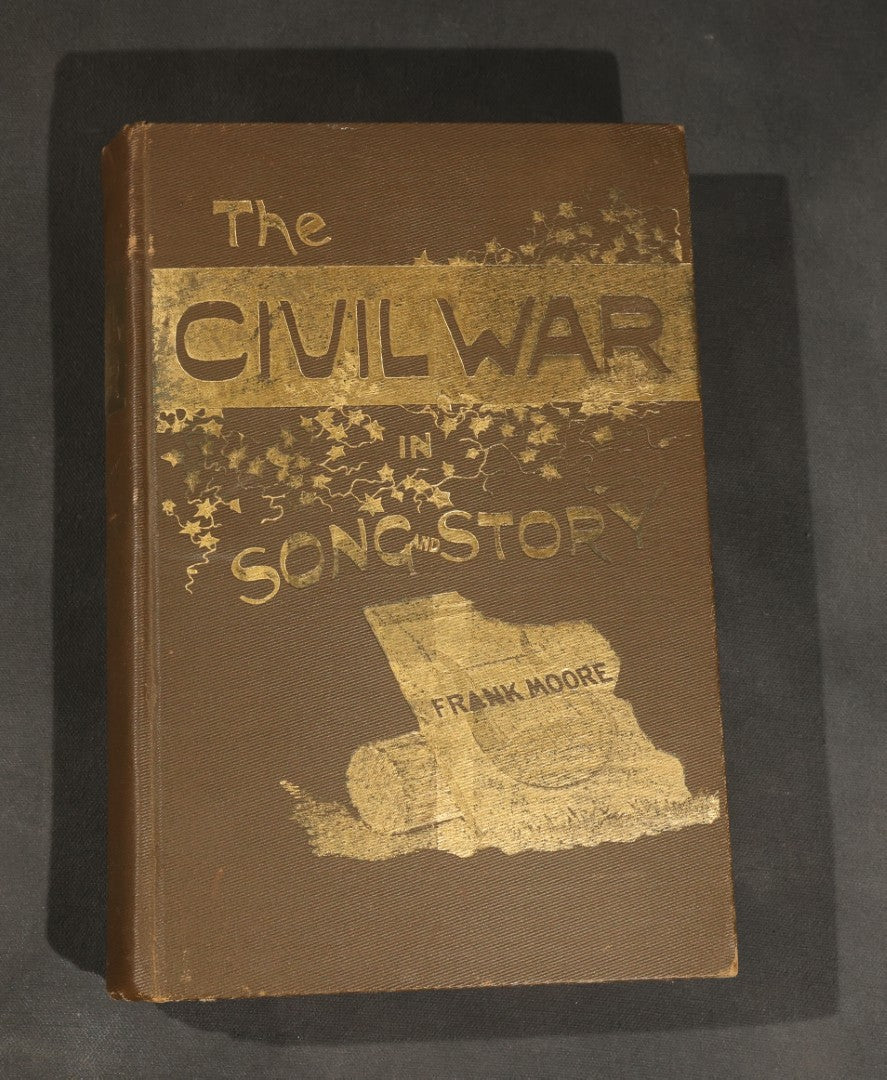 The
CIVIL WAR
IN
SONG AND STORY
FRANK MOORE